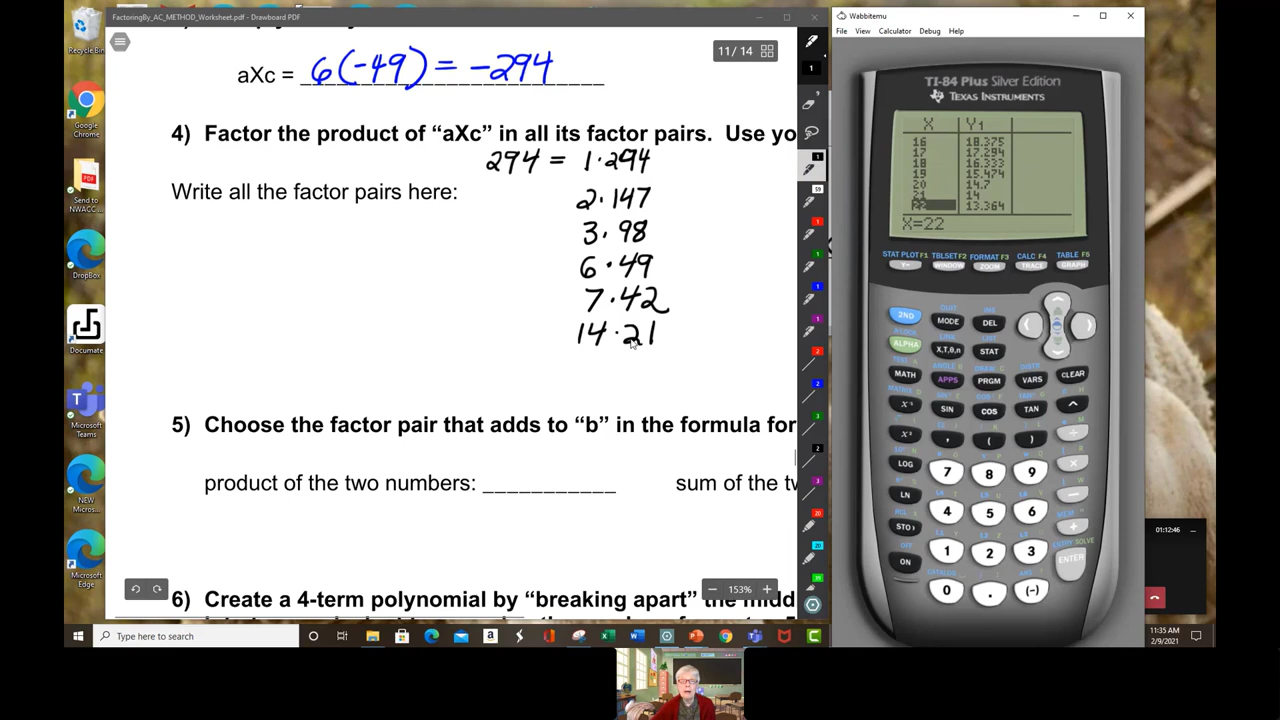 Recycle Bin
Google Chrome
Send to NWACC ...
DropBox
Documate
Microsoft Teams
NEW Micros...
Microsoft Edge
FactoringBy_AC_METHOD_Worksheet.pdf - Drawboard PDF
11 / 14
aXc = 6(-49) = -294
4) Factor the product of “aXc” in all its factor pairs. Use yo
294 = 1·294
Write all the factor pairs here:
2·147
3·98
6·49
7·42
14·21
5) Choose the factor pair that adds to “b” in the formula for
product of the two numbers: ___________ sum of the tw
153%
6) Create a 4-term polynomial by “breaking apart” the midd
Type here to search
Wabbitemu
File View Calculator Debug Help
TI-84 Plus Silver Edition
TEXAS INSTRUMENTS
X Y1
16 18.375
17 17.294
18 16.333
19 15.474
20 14.7
21 14
22 13.364
X=22
STAT PLOT F1 TBLSET F2 FORMAT F3 CALC F4 TABLE F5
Y= WINDOW ZOOM TRACE GRAPH
2ND MODE DEL
ALPHA X,T,θ,n STAT
MATH APPS PRGM VARS CLEAR
SIN COS TAN
, ( )
LOG 7 8 9
LN 4 5 6
STO› 1 2 3 ENTER
ON 0 . (-)
01:12:46
11:35 AM
2/9/2021